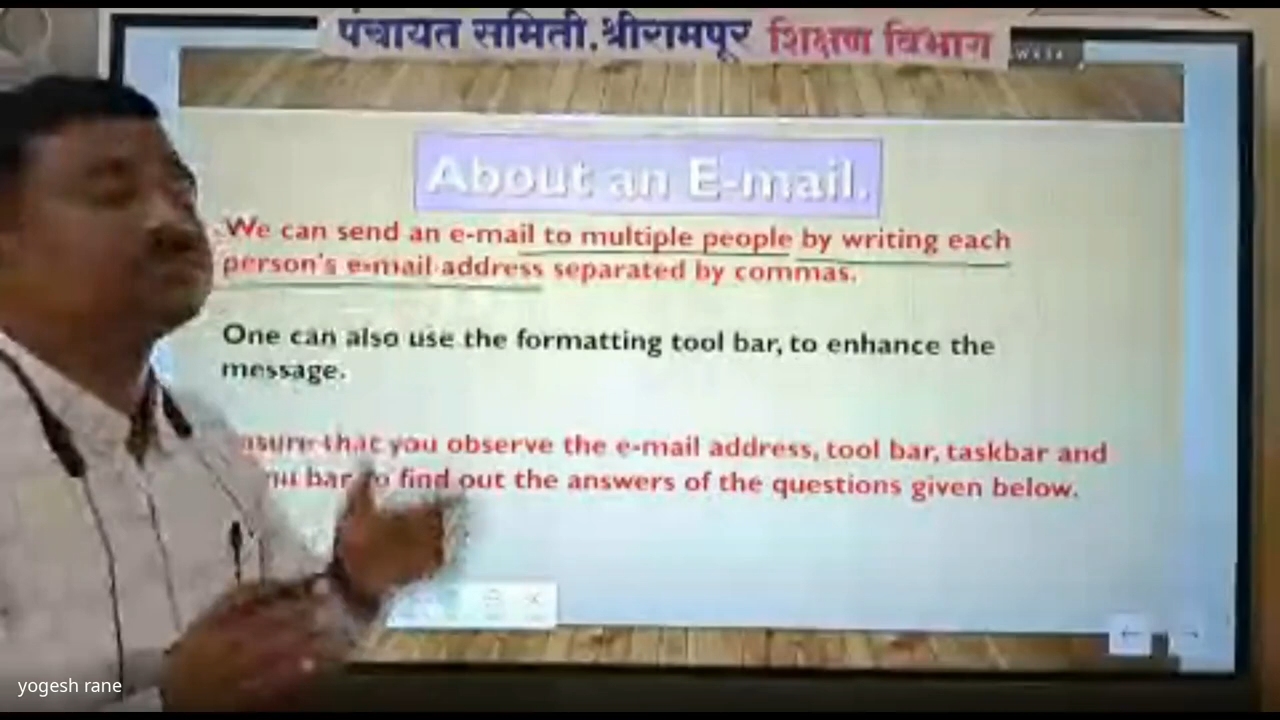 पंचायत समिती.श्रीरामपूर शिक्षण विभाग
About an E-mail.
We can send an e-mail to multiple people by writing each
person's e-mail address separated by commas.
One can also use the formatting tool bar, to enhance the
message.
that you observe the e-mail address, tool bar, taskbar and
bar to find out the answers of the questions given below.
yogesh rane